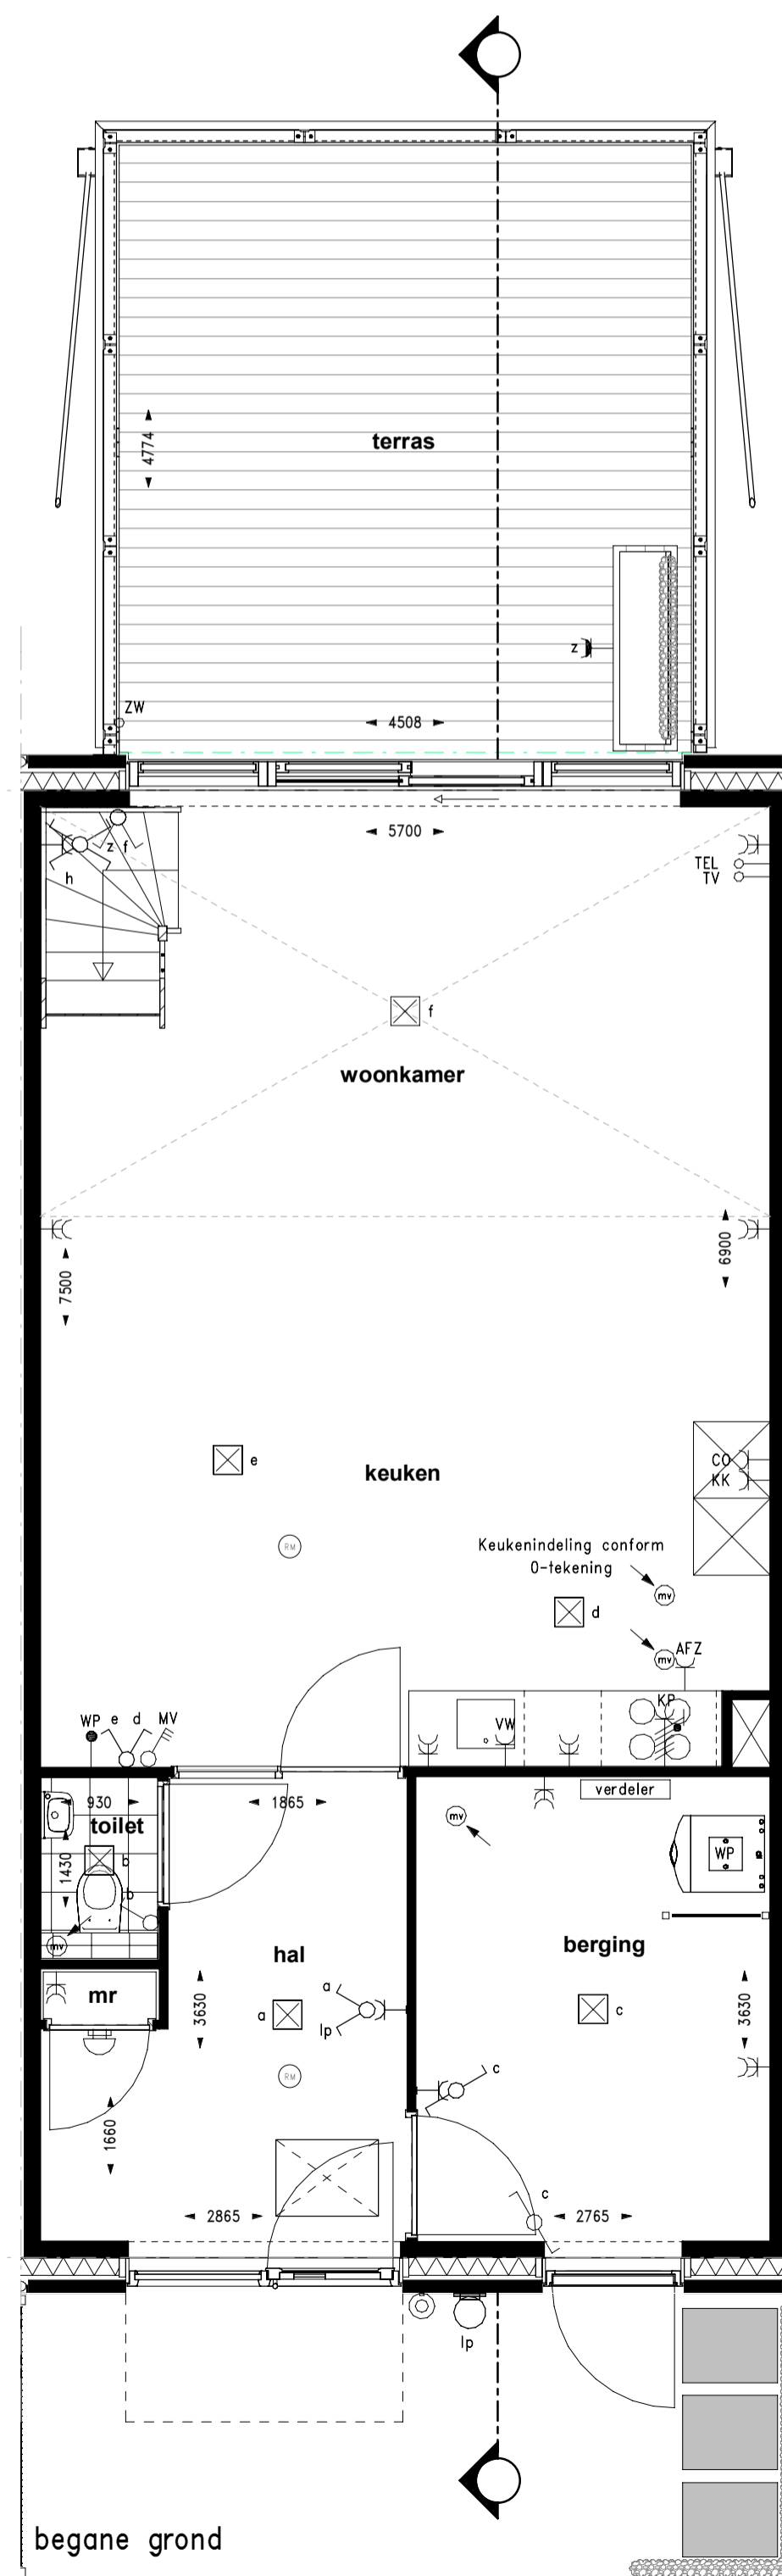 terras
4774
z
ZW
4508
5700
z f
h
TEL
TV
f
woonkamer
7500
6900
e
keuken
CO
KK
RM
Keukenindeling conform
O-tekening
mv
d
mv
AFZ
WP e d MV
KP
VW
verdeler
930
toilet
1865
1430
b
b
mv
mv
WP
hal
berging
mr
3630
a
a
lp
c
3630
RM
c
1660
c
2865
2765
lp
begane grond